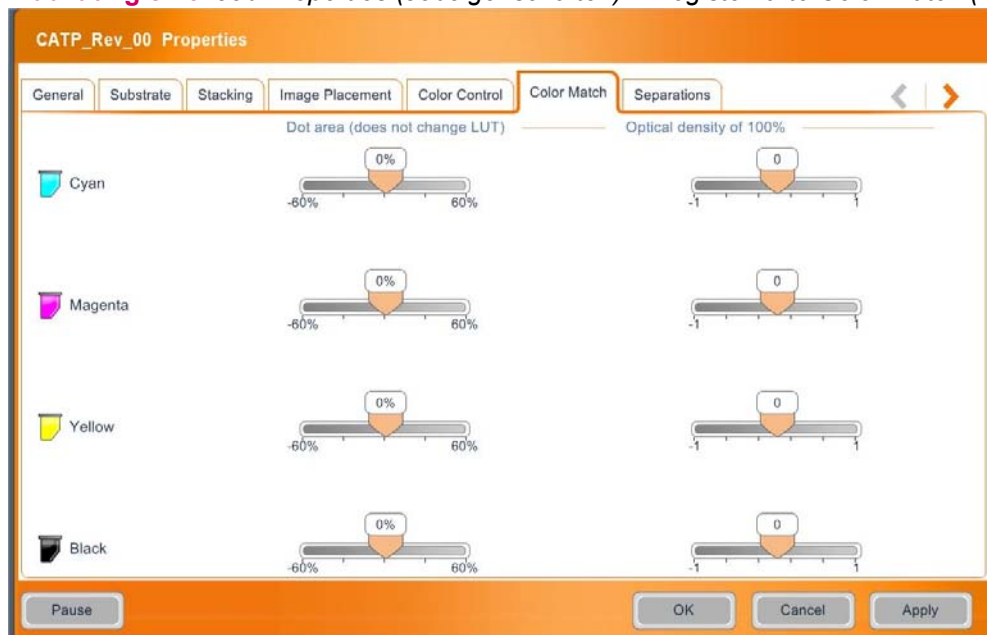 CATP_Rev_00 Properties
General Substrate Stacking Image Placement Color Control Color Match Separations
Dot area (does not change LUT) Optical density of 100%
0% 0
Cyan
-60% 60% -1 1
0% 0
Magenta
-60% 60% -1 1
0% 0
Yellow
-60% 60% -1 1
0% 0
Black
-60% 60% -1 1
Pause OK Cancel Apply